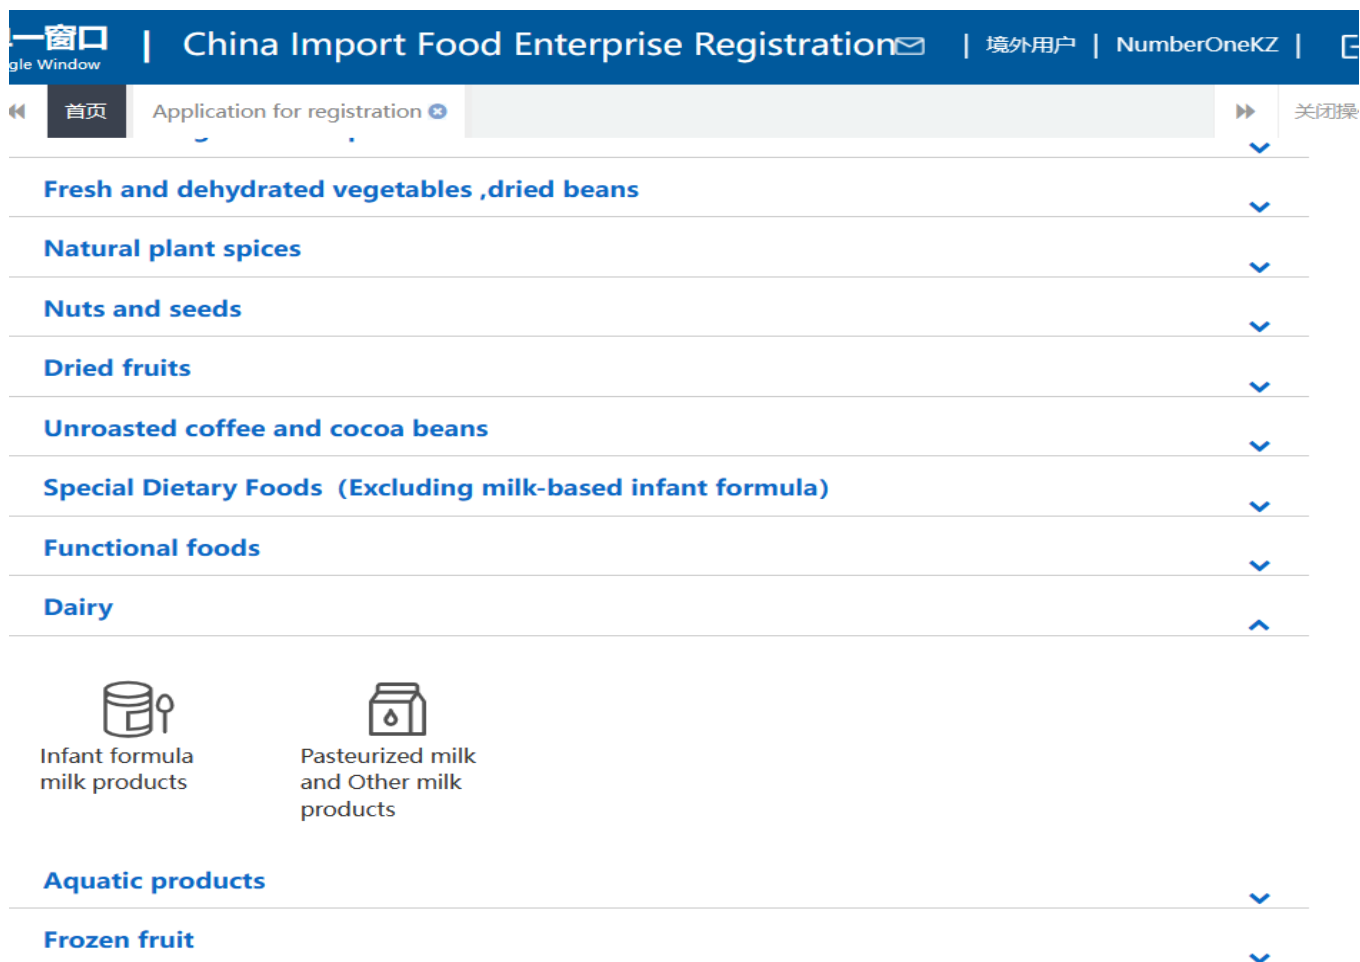 一窗口 | China Import Food Enterprise Registration | 境外用户 | NumberOneKZ |
gle Window
首页 Application for registration 关闭操
Fresh and dehydrated vegetables ,dried beans
Natural plant spices
Nuts and seeds
Dried fruits
Unroasted coffee and cocoa beans
Special Dietary Foods (Excluding milk-based infant formula)
Functional foods
Dairy
Infant formula
milk products
Pasteurized milk
and Other milk
products
Aquatic products
Frozen fruit